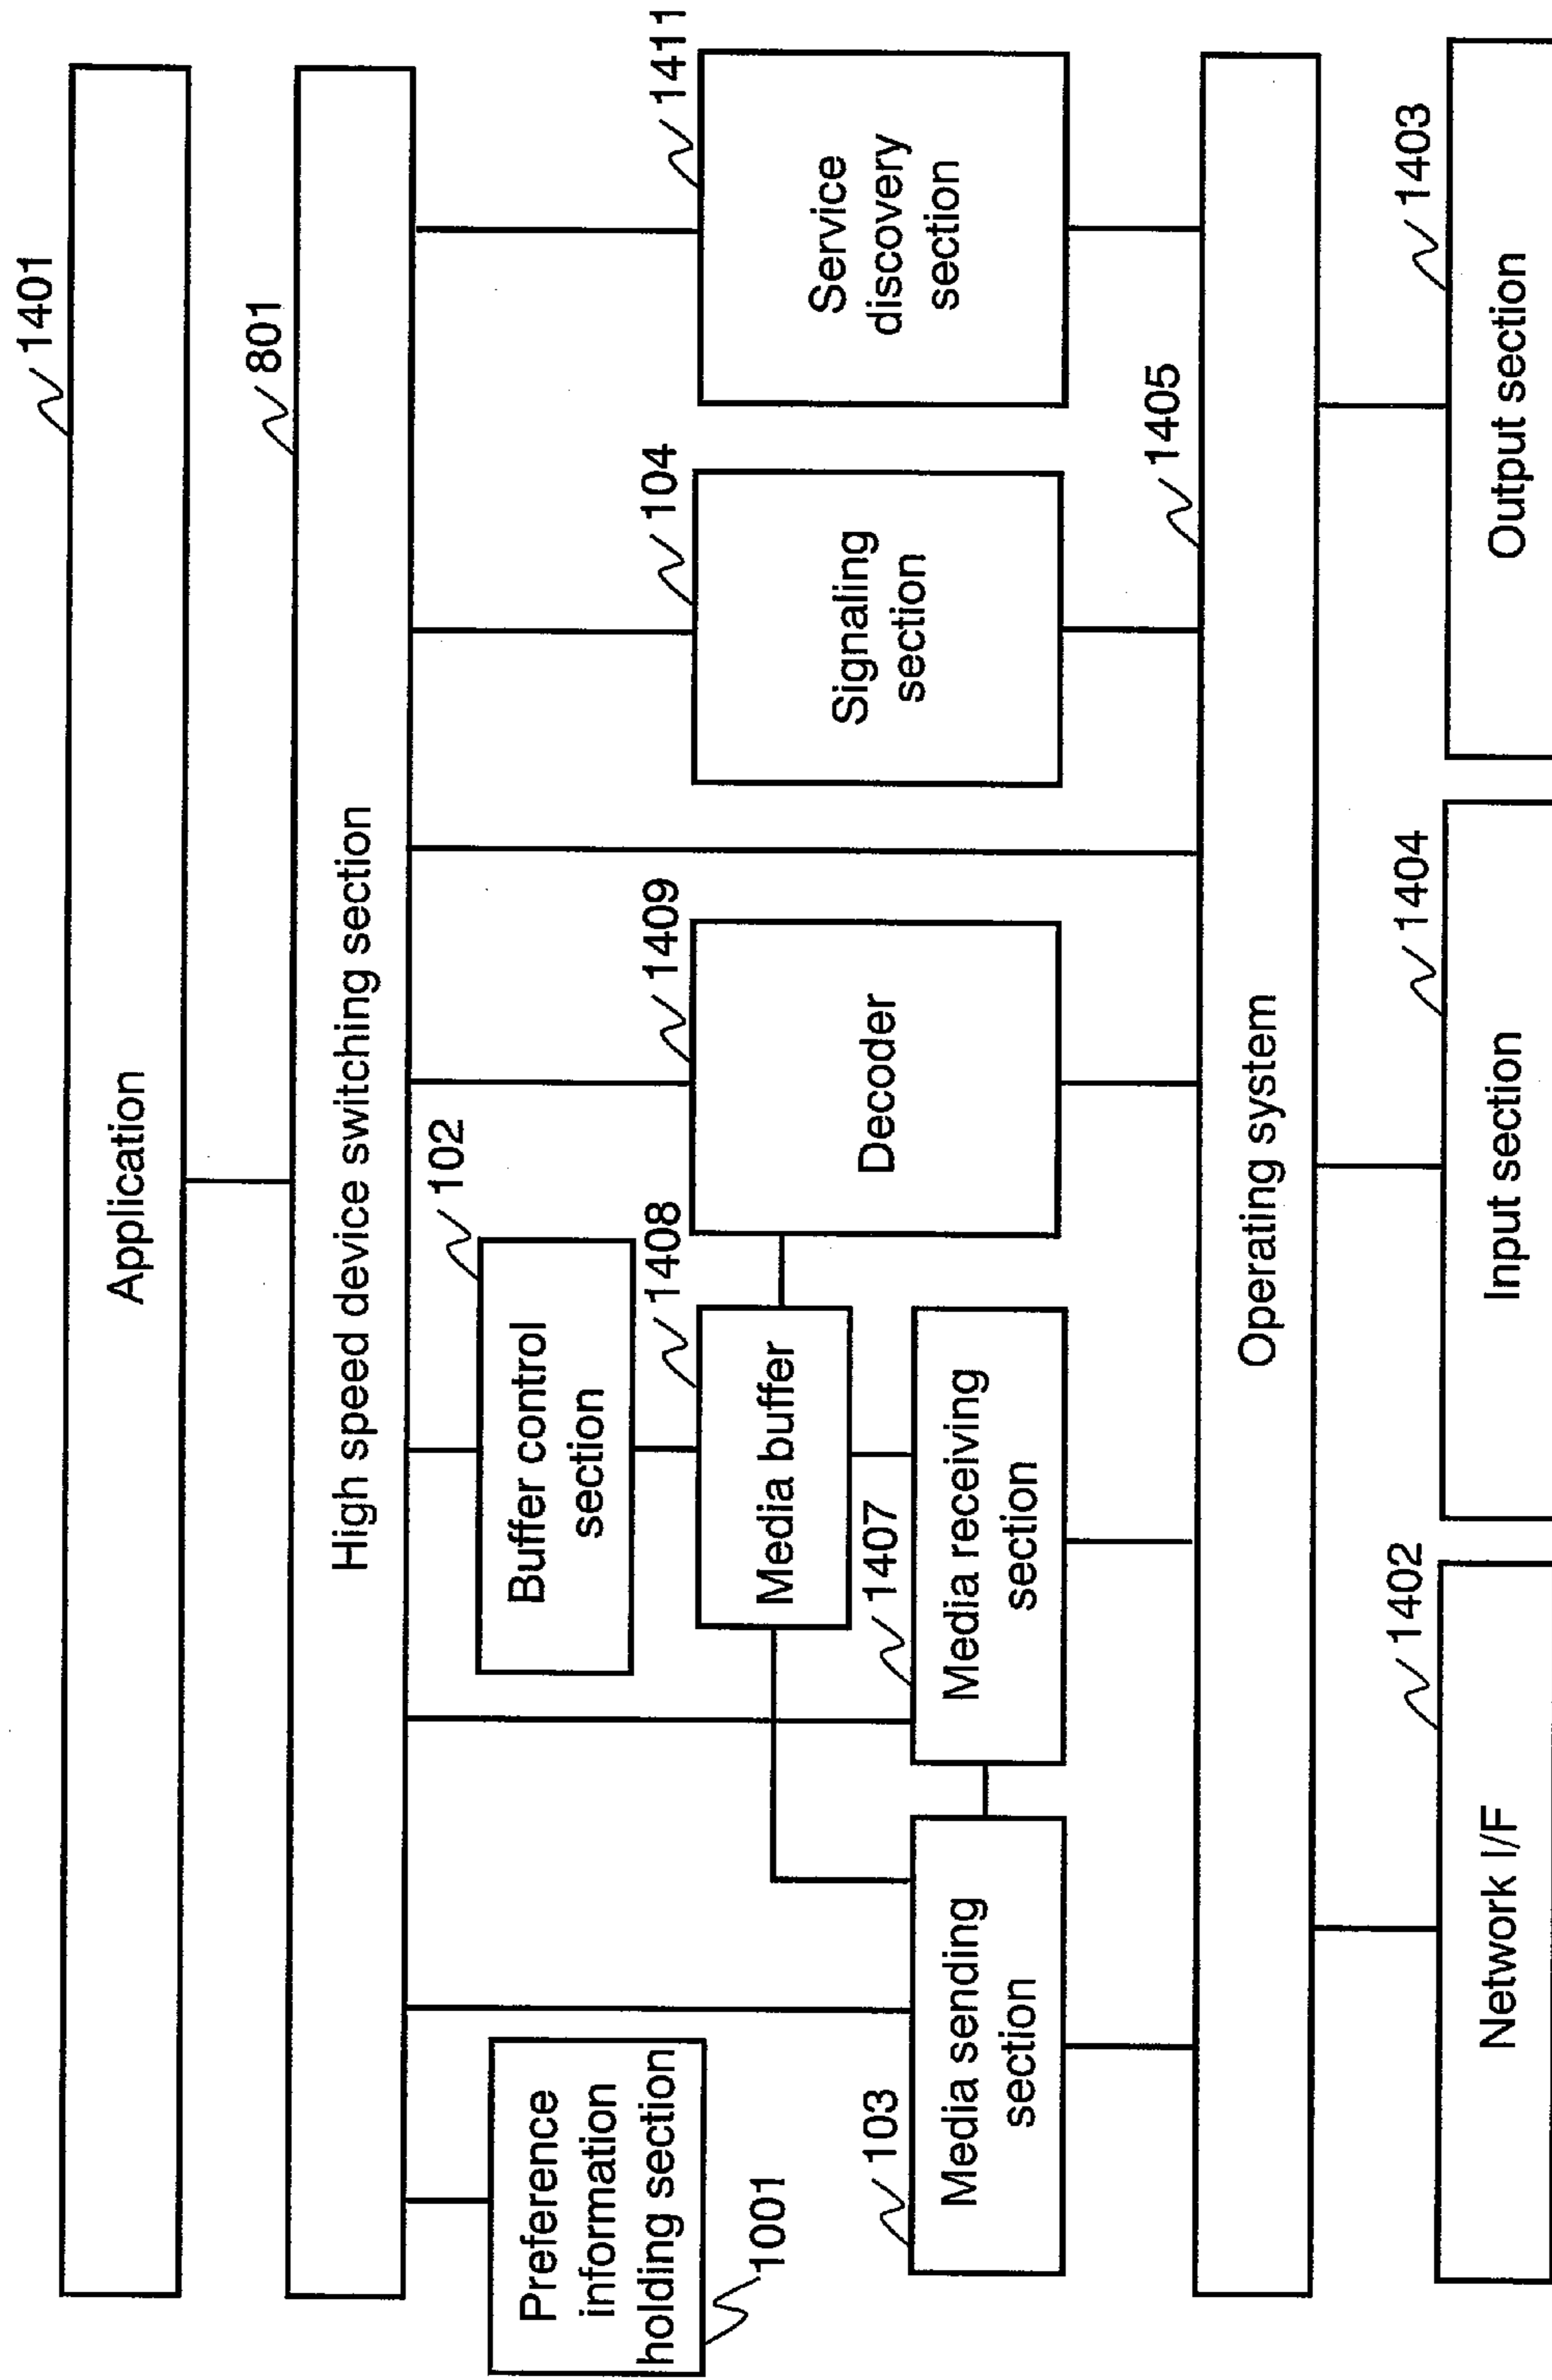 1401
Application
801
High speed device switching section
Preference
information
holding section
1001
102
Buffer control
section
1408
Media buffer
1409
Decoder
104
Signaling
section
1411
Service
discovery
section
103
Media sending
section
1407
Media receiving
section
1405
Operating system
1402
Network I/F
1404
Input section
1403
Output section